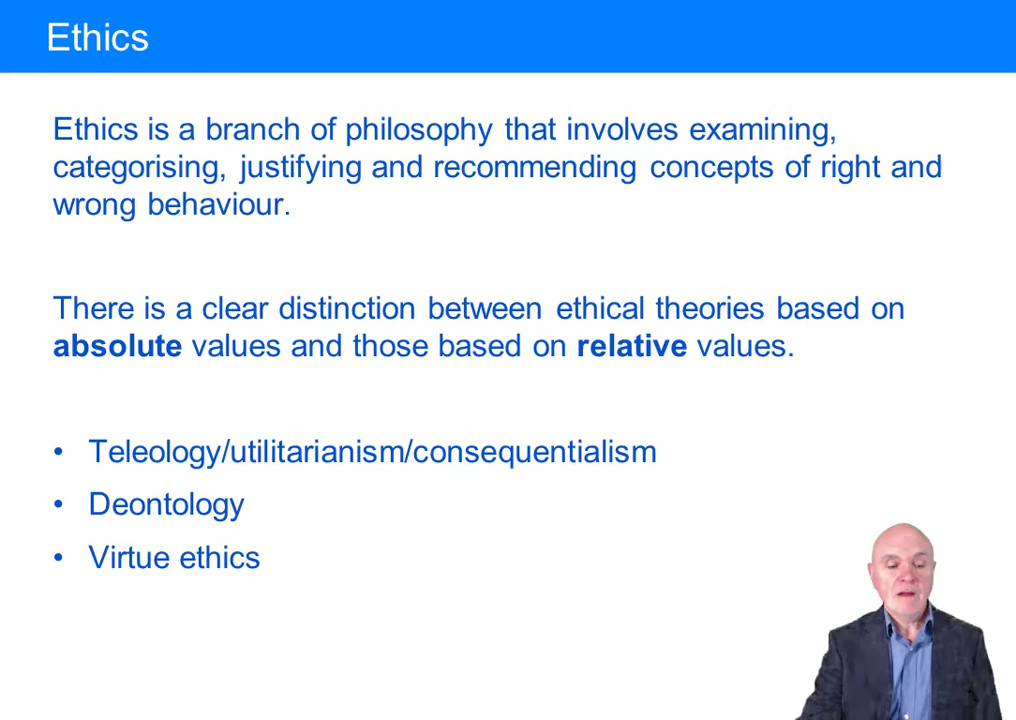 Ethics
Ethics is a branch of philosophy that involves examining,
categorising, justifying and recommending concepts of right and
wrong behaviour.
There is a clear distinction between ethical theories based on
absolute values and those based on relative values.
• Teleology/utilitarianism/consequentialism
• Deontology
• Virtue ethics